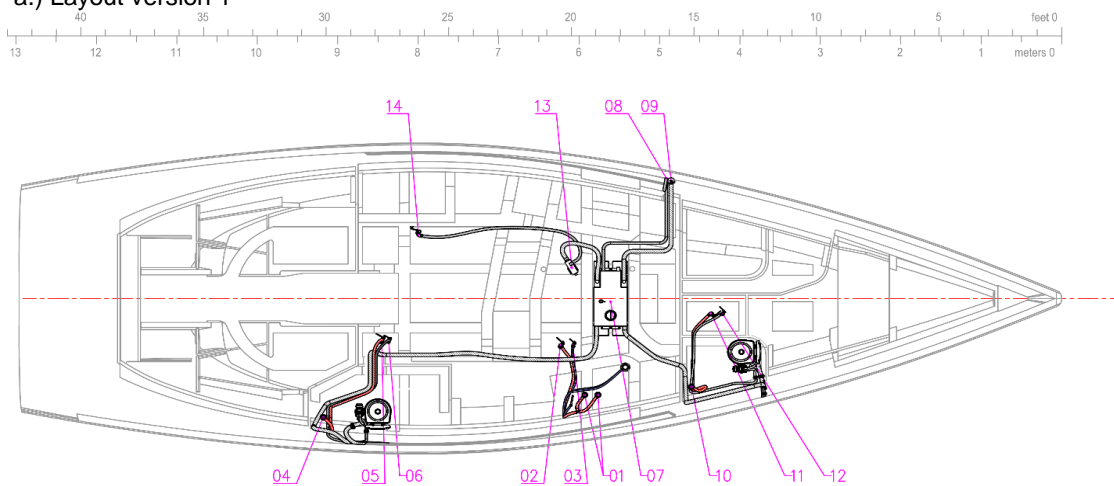 a.) Layout version 1
40 35 30 25 20 15 10 5 feet 0
13 12 11 10 9 8 7 6 5 4 3 2 1 meters 0
14 13 08 09
04 05 06 02 03 01 07 10 11 12